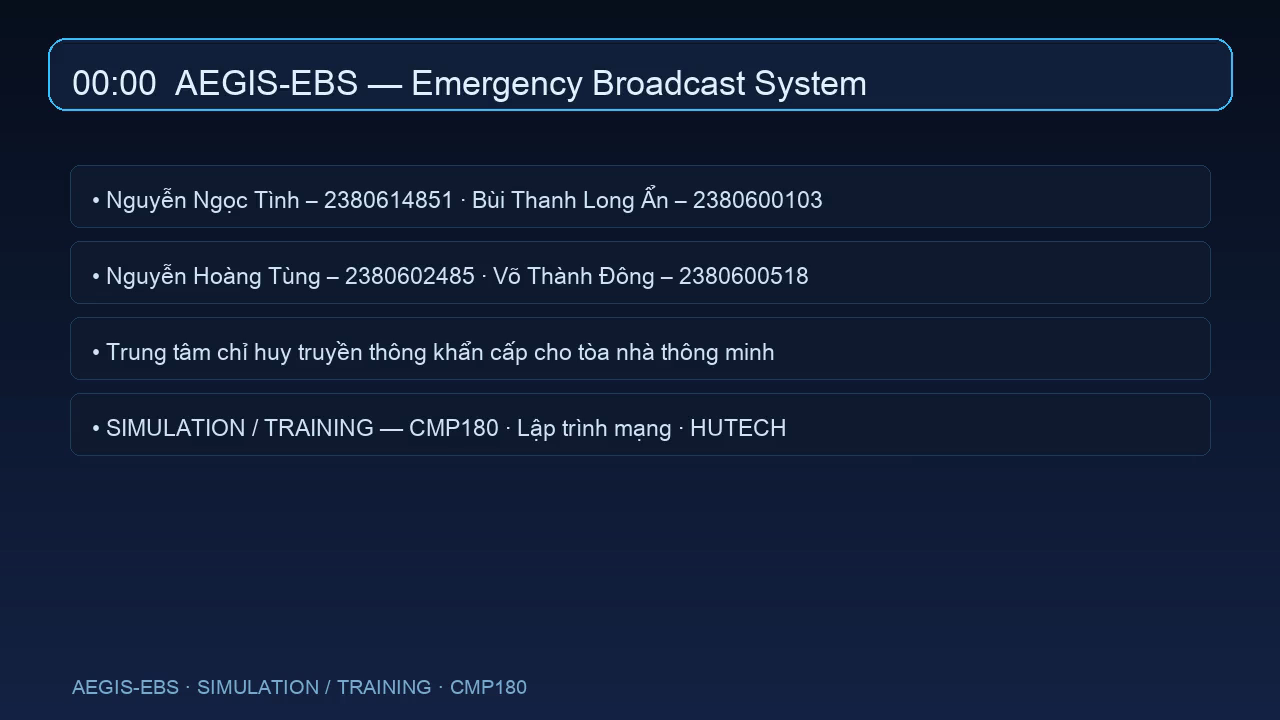 00:00 AEGIS-EBS — Emergency Broadcast System
• Nguyễn Ngọc Tình – 2380614851 · Bùi Thanh Long Ẩn – 2380600103
• Nguyễn Hoàng Tùng – 2380602485 · Võ Thành Đông – 2380600518
• Trung tâm chỉ huy truyền thông khẩn cấp cho tòa nhà thông minh
• SIMULATION / TRAINING — CMP180 · Lập trình mạng · HUTECH
AEGIS-EBS · SIMULATION / TRAINING · CMP180